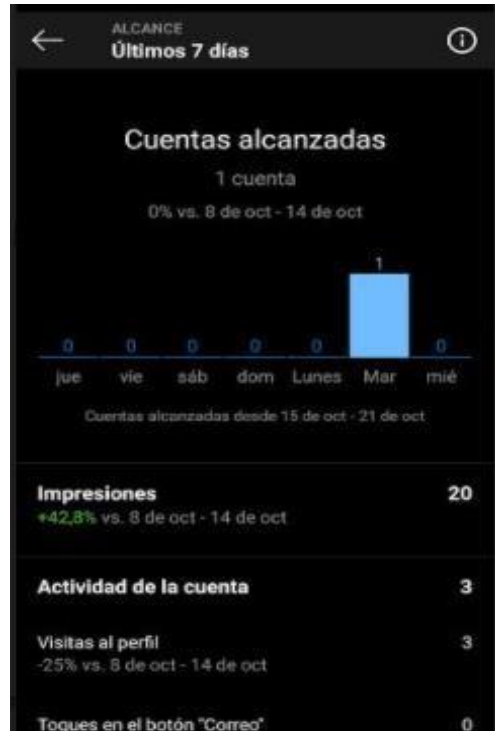 ALCANCE
Últimos 7 días
Cuentas alcanzadas
1 cuenta
0% vs. 8 de oct - 14 de oct
1
0 0 0 0 0 0
jue vie sáb dom Lunes Mar mié
Cuentas alcanzadas desde 15 de oct - 21 de oct
Impresiones 20
+42,8% vs. 8 de oct - 14 de oct
Actividad de la cuenta 3
Visitas al perfil 3
-25% vs. 8 de oct - 14 de oct
Toques en el botón "Correo" 0